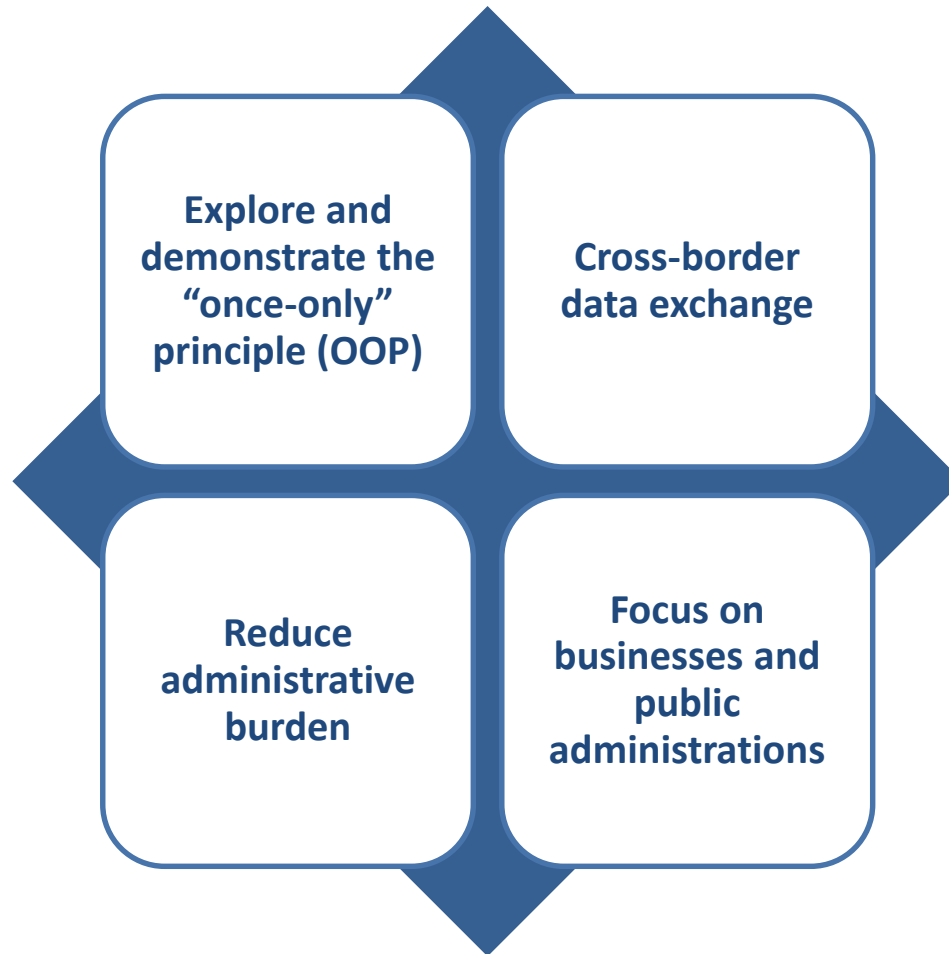 Explore and
demonstrate the
“once-only”
principle (OOP)
Cross-border
data exchange
Reduce
administrative
burden
Focus on
businesses and
public
administrations